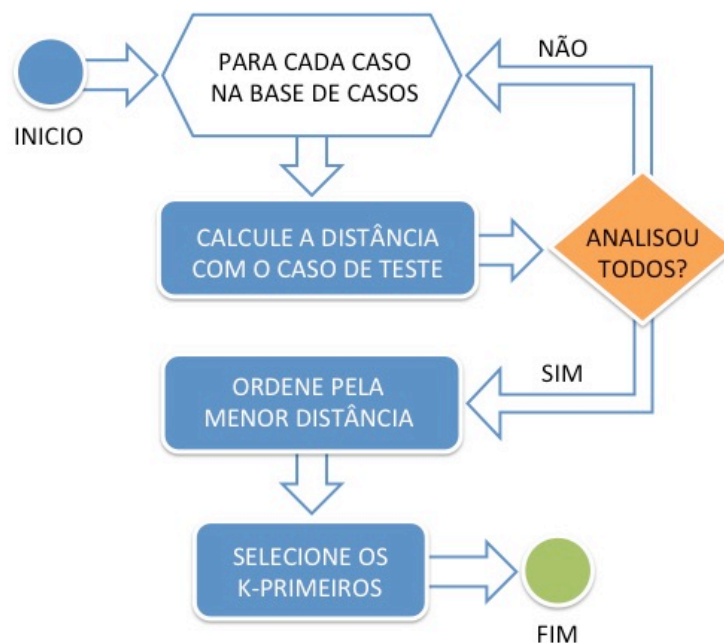 INICIO
PARA CADA CASO
NA BASE DE CASOS
NÃO
CALCULE A DISTÂNCIA
COM O CASO DE TESTE
ANALISOU
TODOS?
SIM
ORDENE PELA
MENOR DISTÂNCIA
SELECIONE OS
K-PRIMEIROS
FIM